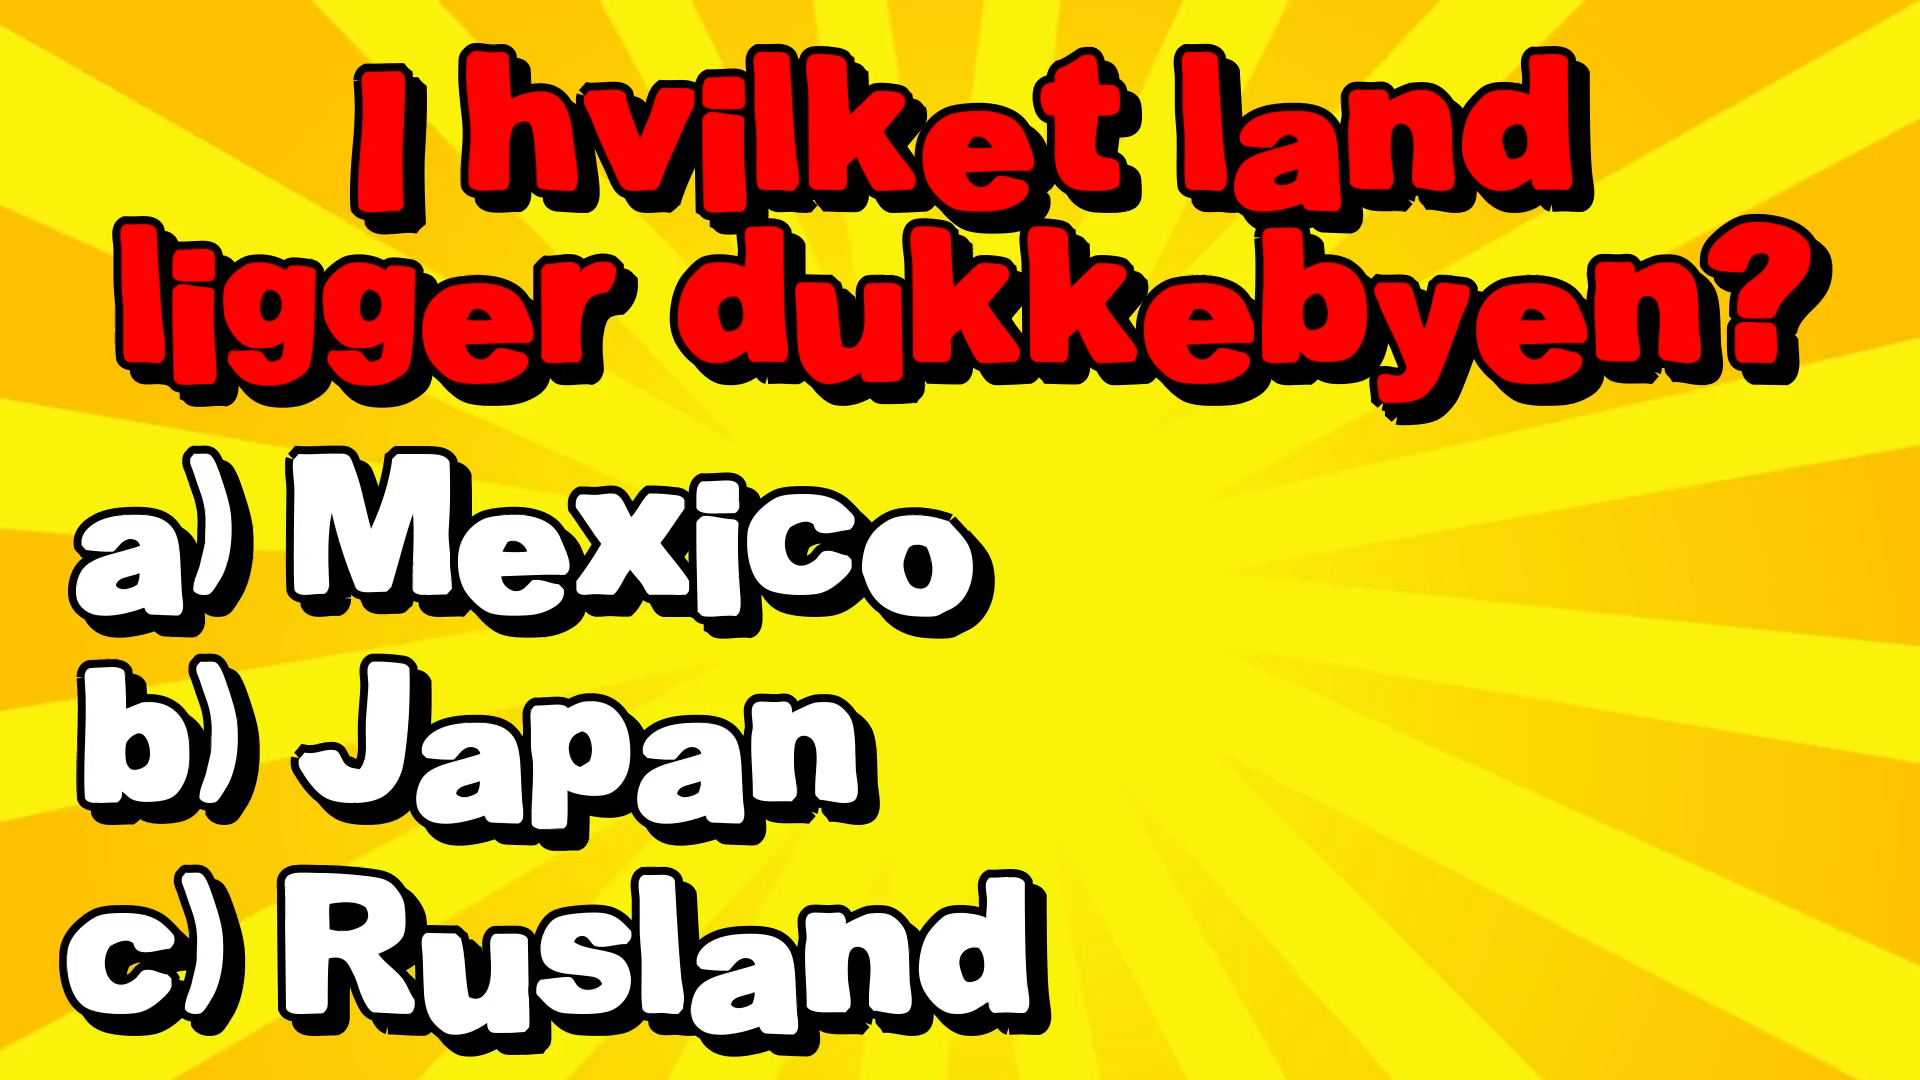 I hvilket land
ligger dukkebyen?
a) Mexico
b) Japan
c) Rusland